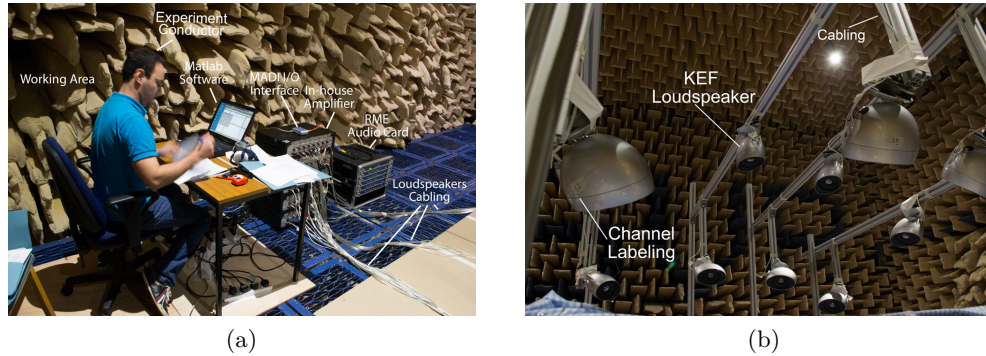 Experiment
Conductor
Working Area
Matlab
Software
MADI I/O
Interface
In-house
Amplifier
RME
Audio Card
Loudspeakers
Cabling
(a)
Cabling
KEF
Loudspeaker
Channel
Labeling
(b)